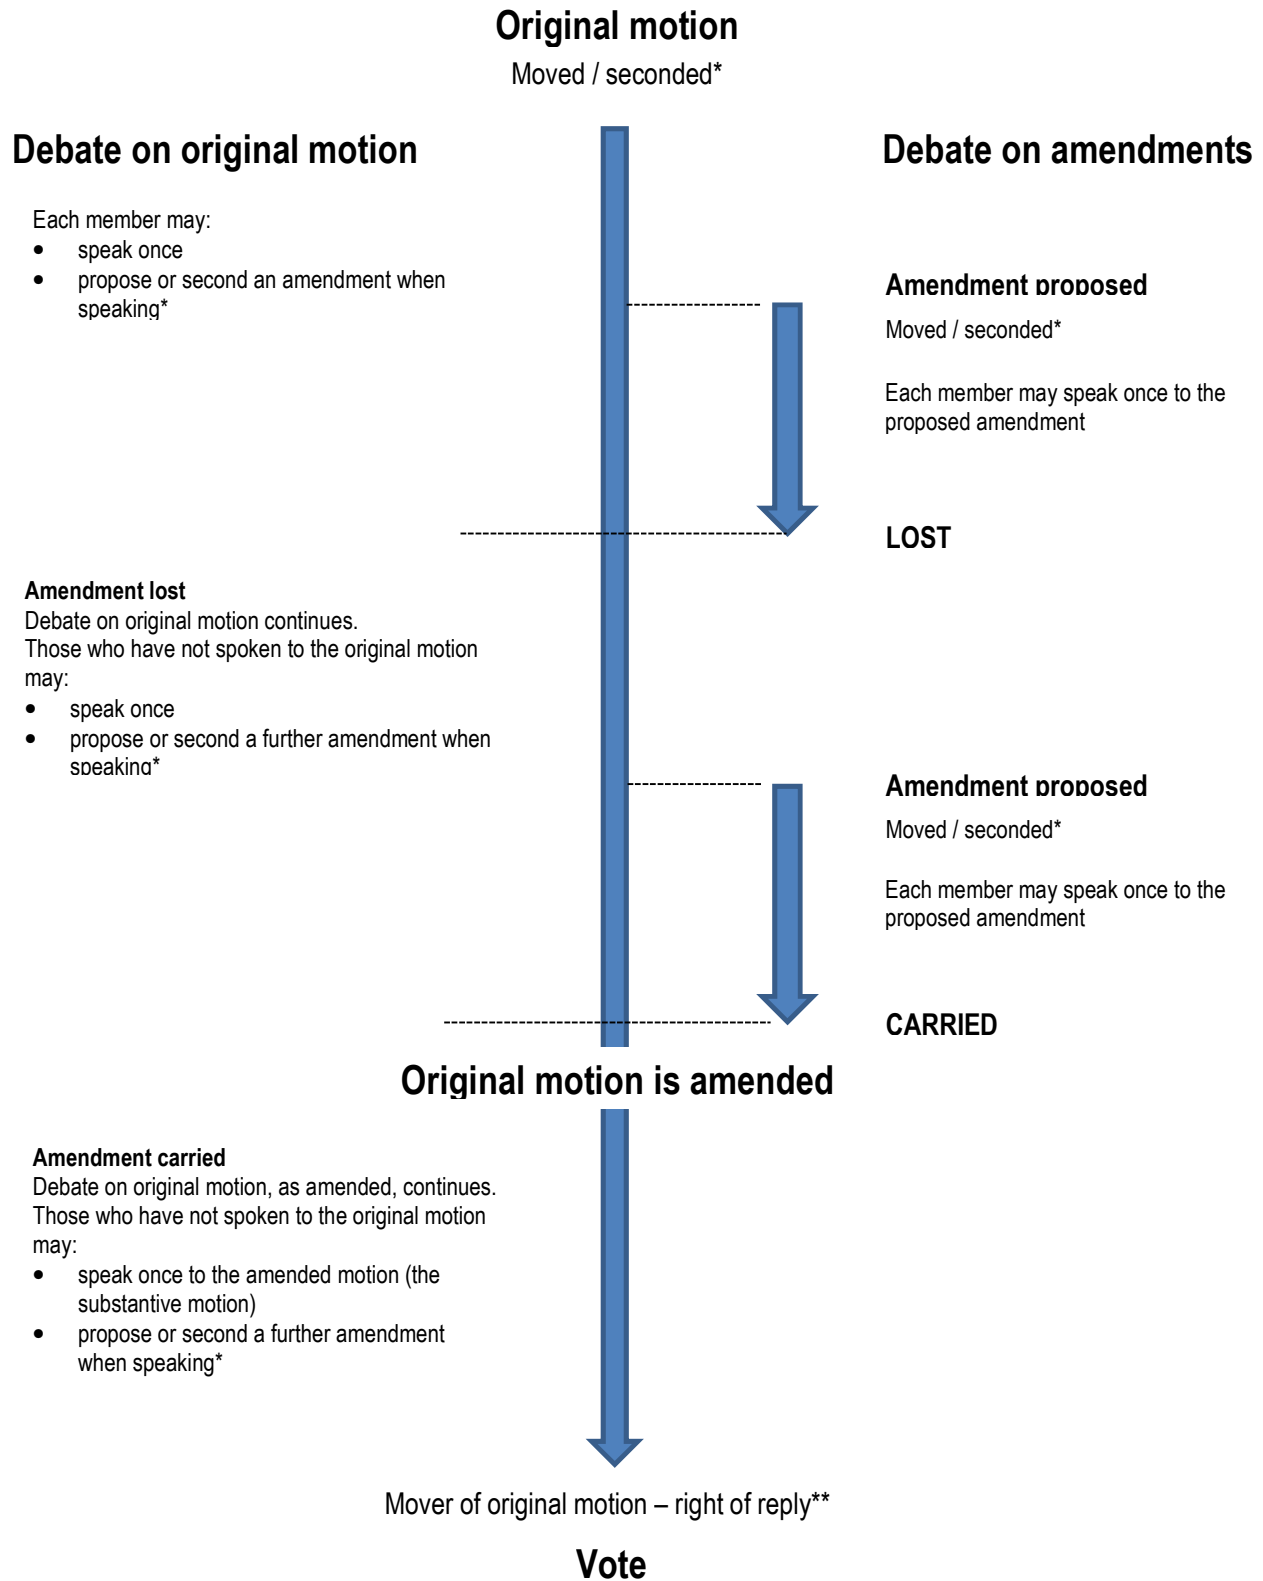 Original motion
Moved / seconded*
Debate on original motion
Debate on amendments
Each member may:
• speak once
• propose or second an amendment when
speaking*
Amendment proposed
Moved / seconded*
Each member may speak once to the
proposed amendment
LOST
Amendment lost
Debate on original motion continues.
Those who have not spoken to the original motion
may:
• speak once
• propose or second a further amendment when
speaking*
Amendment proposed
Moved / seconded*
Each member may speak once to the
proposed amendment
CARRIED
Original motion is amended
Amendment carried
Debate on original motion, as amended, continues.
Those who have not spoken to the original motion
may:
• speak once to the amended motion (the
substantive motion)
• propose or second a further amendment
when speaking*
Mover of original motion – right of reply**
Vote